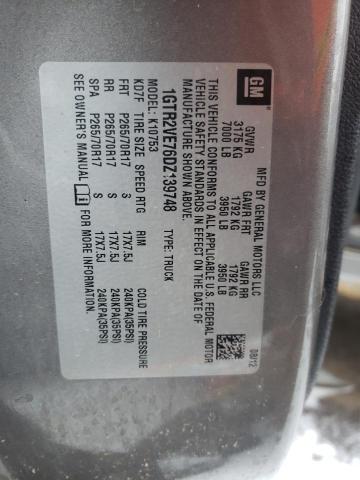 GM
MFD BY GENERAL MOTORS LLC
08/12
GVWR GAWR FRT GAWR RR
3175 KG 1792 KG 1792 KG
7000 LB 3950 LB 3950 LB
THIS VEHICLE CONFORMS TO ALL APPLICABLE U.S. FEDERAL MOTOR
VEHICLE SAFETY STANDARDS IN EFFECT ON THE DATE OF
MANUFACTURE SHOWN ABOVE.
1GTR2VE76DZ139748 TYPE: TRUCK
M T10753
KD7F TIRE SIZE SPEED RTG RIM COLD TIRE PRESSURE
FRT P265/70R17 S 17X7.5J 240KPA(35PSI)
RR P265/70R17 S 17X7.5J 240KPA(35PSI)
SPA P265/70R17 S 17X7.5J 240KPA(35PSI)
SEE OWNER'S MANUAL FOR MORE INFORMATION.